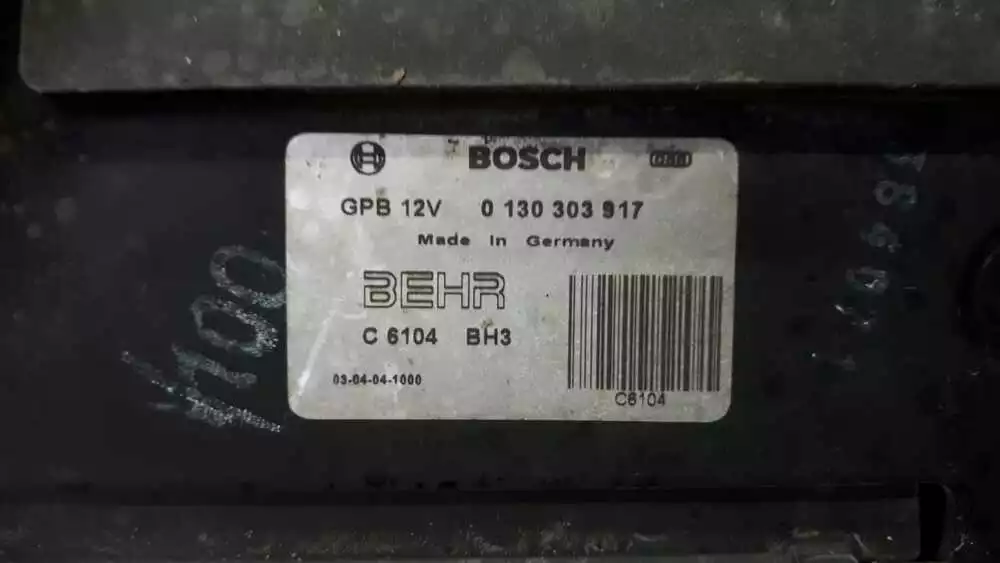 BOSCH
GPB 12V 0 130 303 917
Made In Germany
BEHR
C 6104 BH3
03-04-04-1000
C6104